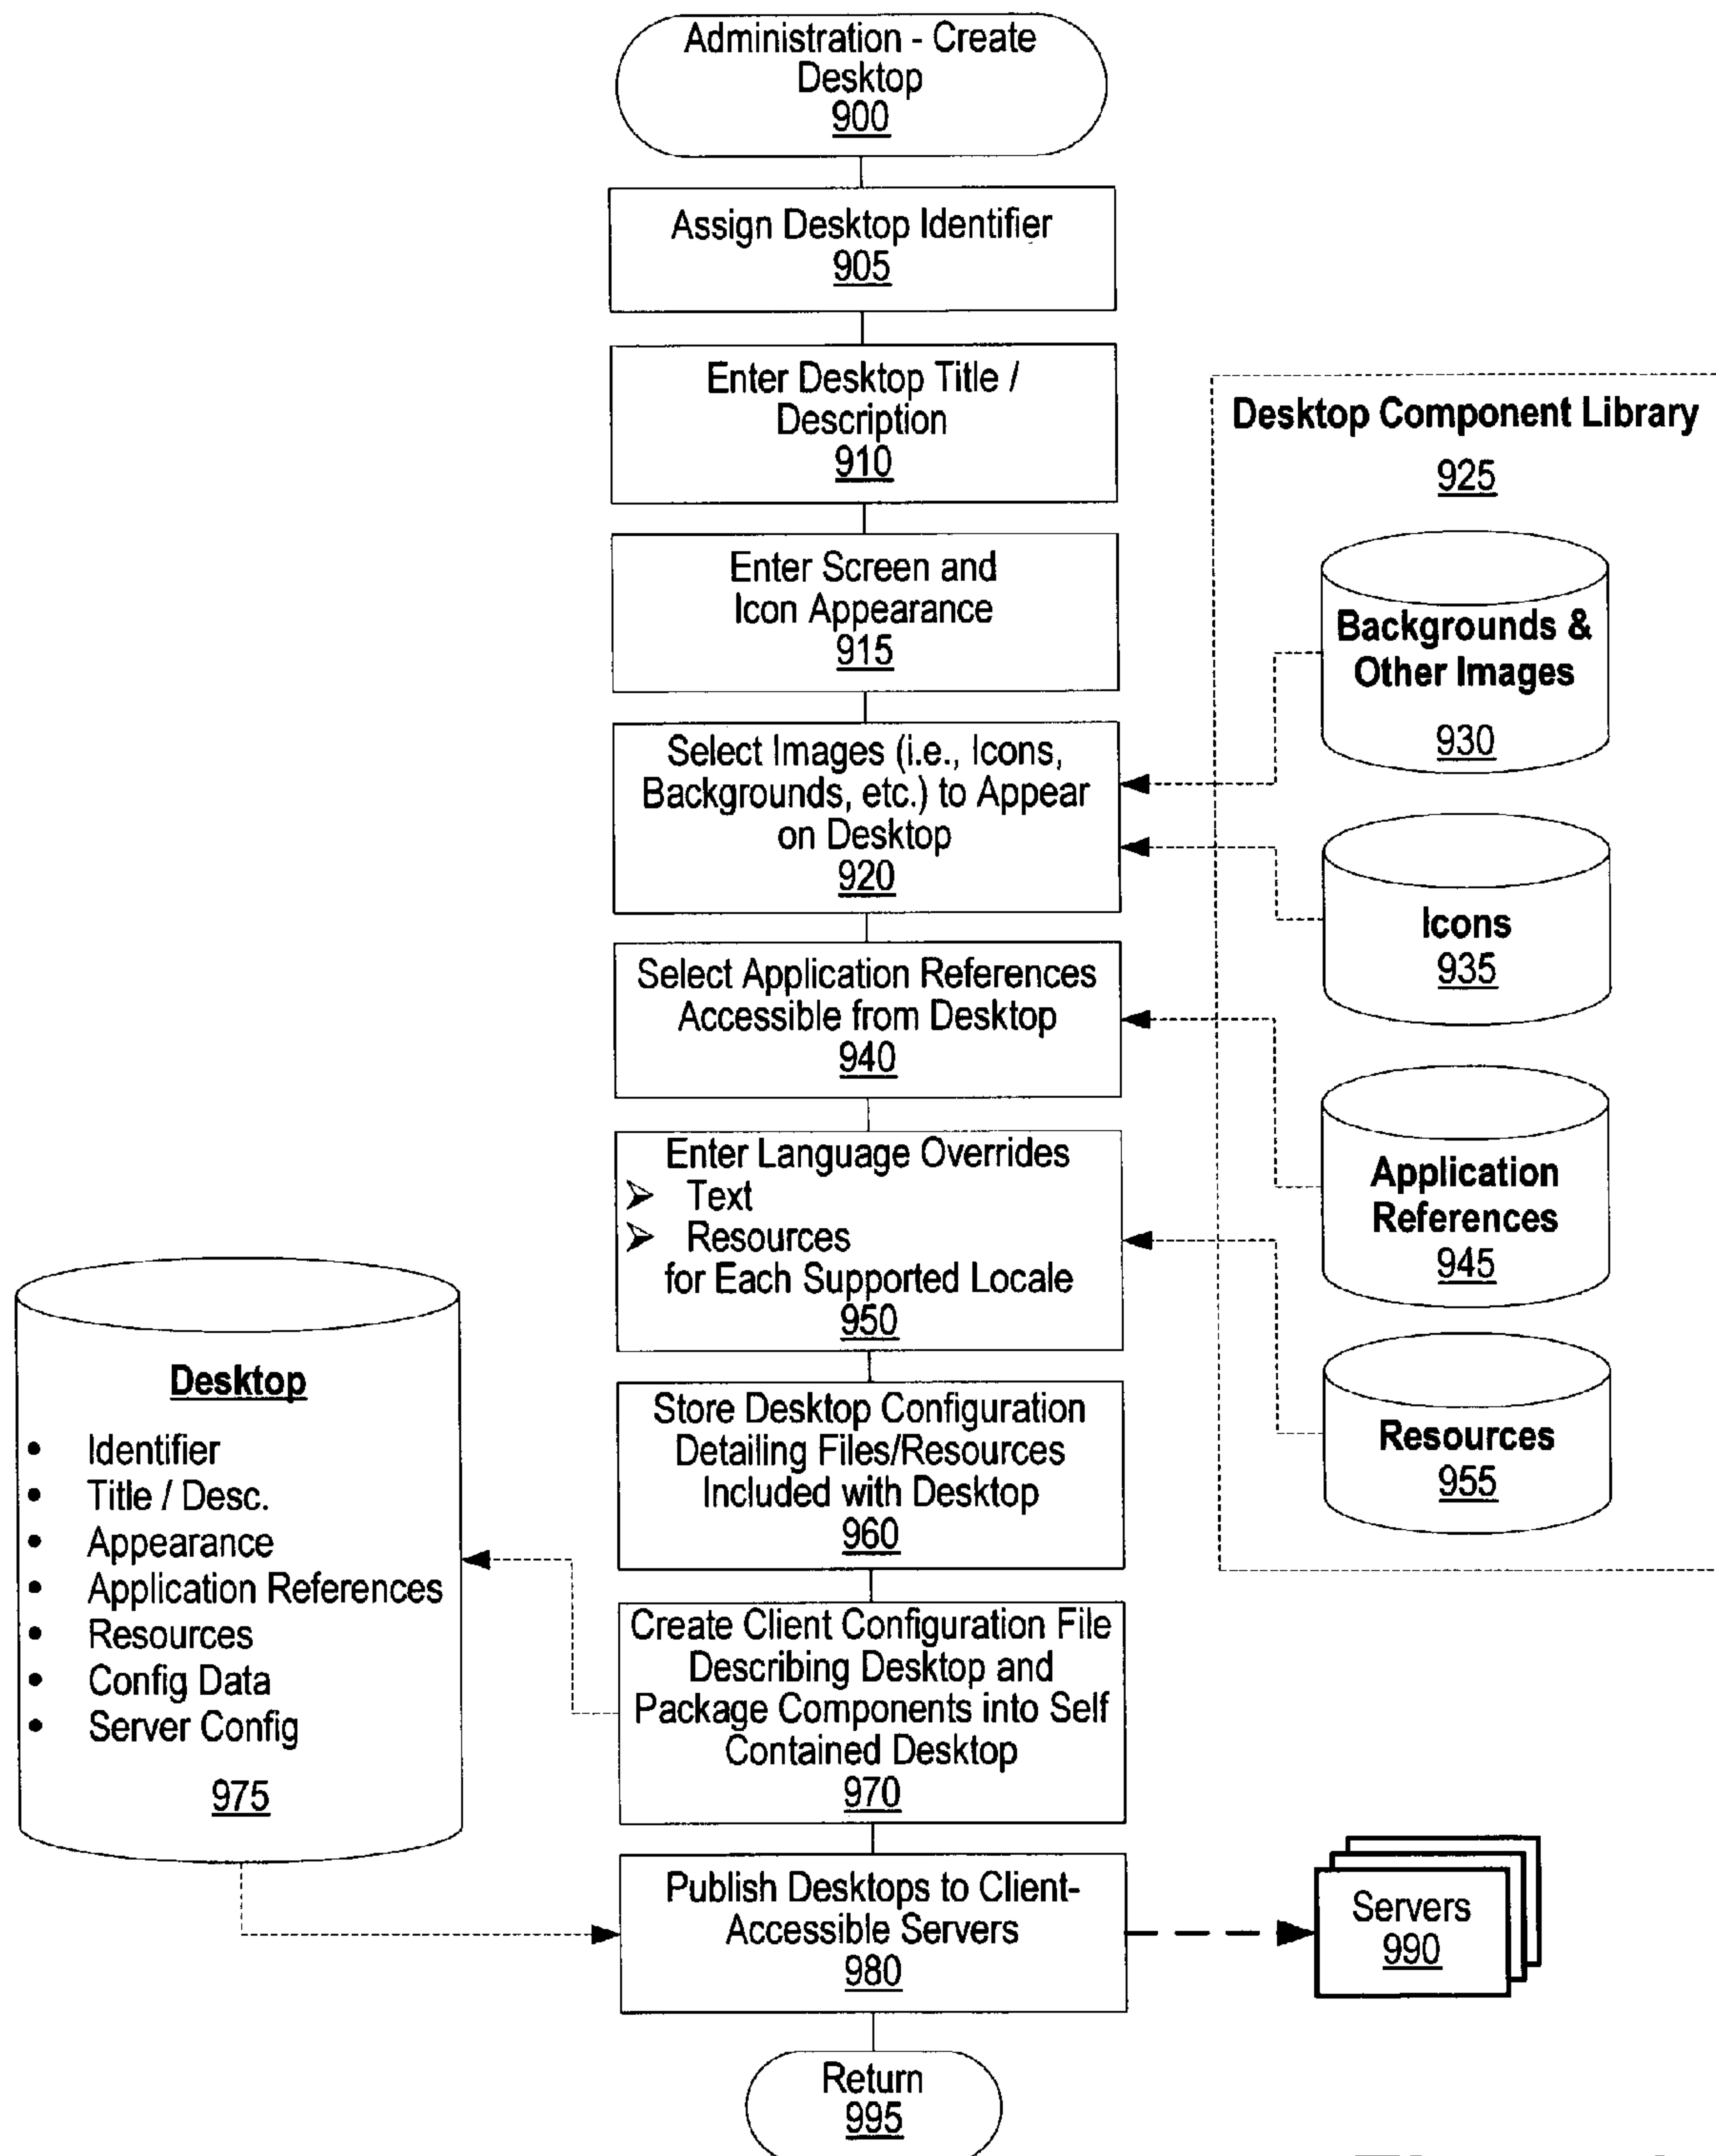 Administration - Create
Desktop
900
Assign Desktop Identifier
905
Enter Desktop Title /
Description
910
Enter Screen and
Icon Appearance
915
Select Images (i.e., Icons,
Backgrounds, etc.) to Appear
on Desktop
920
Select Application References
Accessible from Desktop
940
Enter Language Overrides
➢ Text
➢ Resources
for Each Supported Locale
950
Store Desktop Configuration
Detailing Files/Resources
Included with Desktop
960
Create Client Configuration File
Describing Desktop and
Package Components into Self
Contained Desktop
970
Publish Desktops to Client-
Accessible Servers
980
Return
995
Desktop Component Library
925
Backgrounds &
Other Images
930
Icons
935
Application
References
945
Resources
955
Desktop
• Identifier
• Title / Desc.
• Appearance
• Application References
• Resources
• Config Data
• Server Config
975
Servers
990